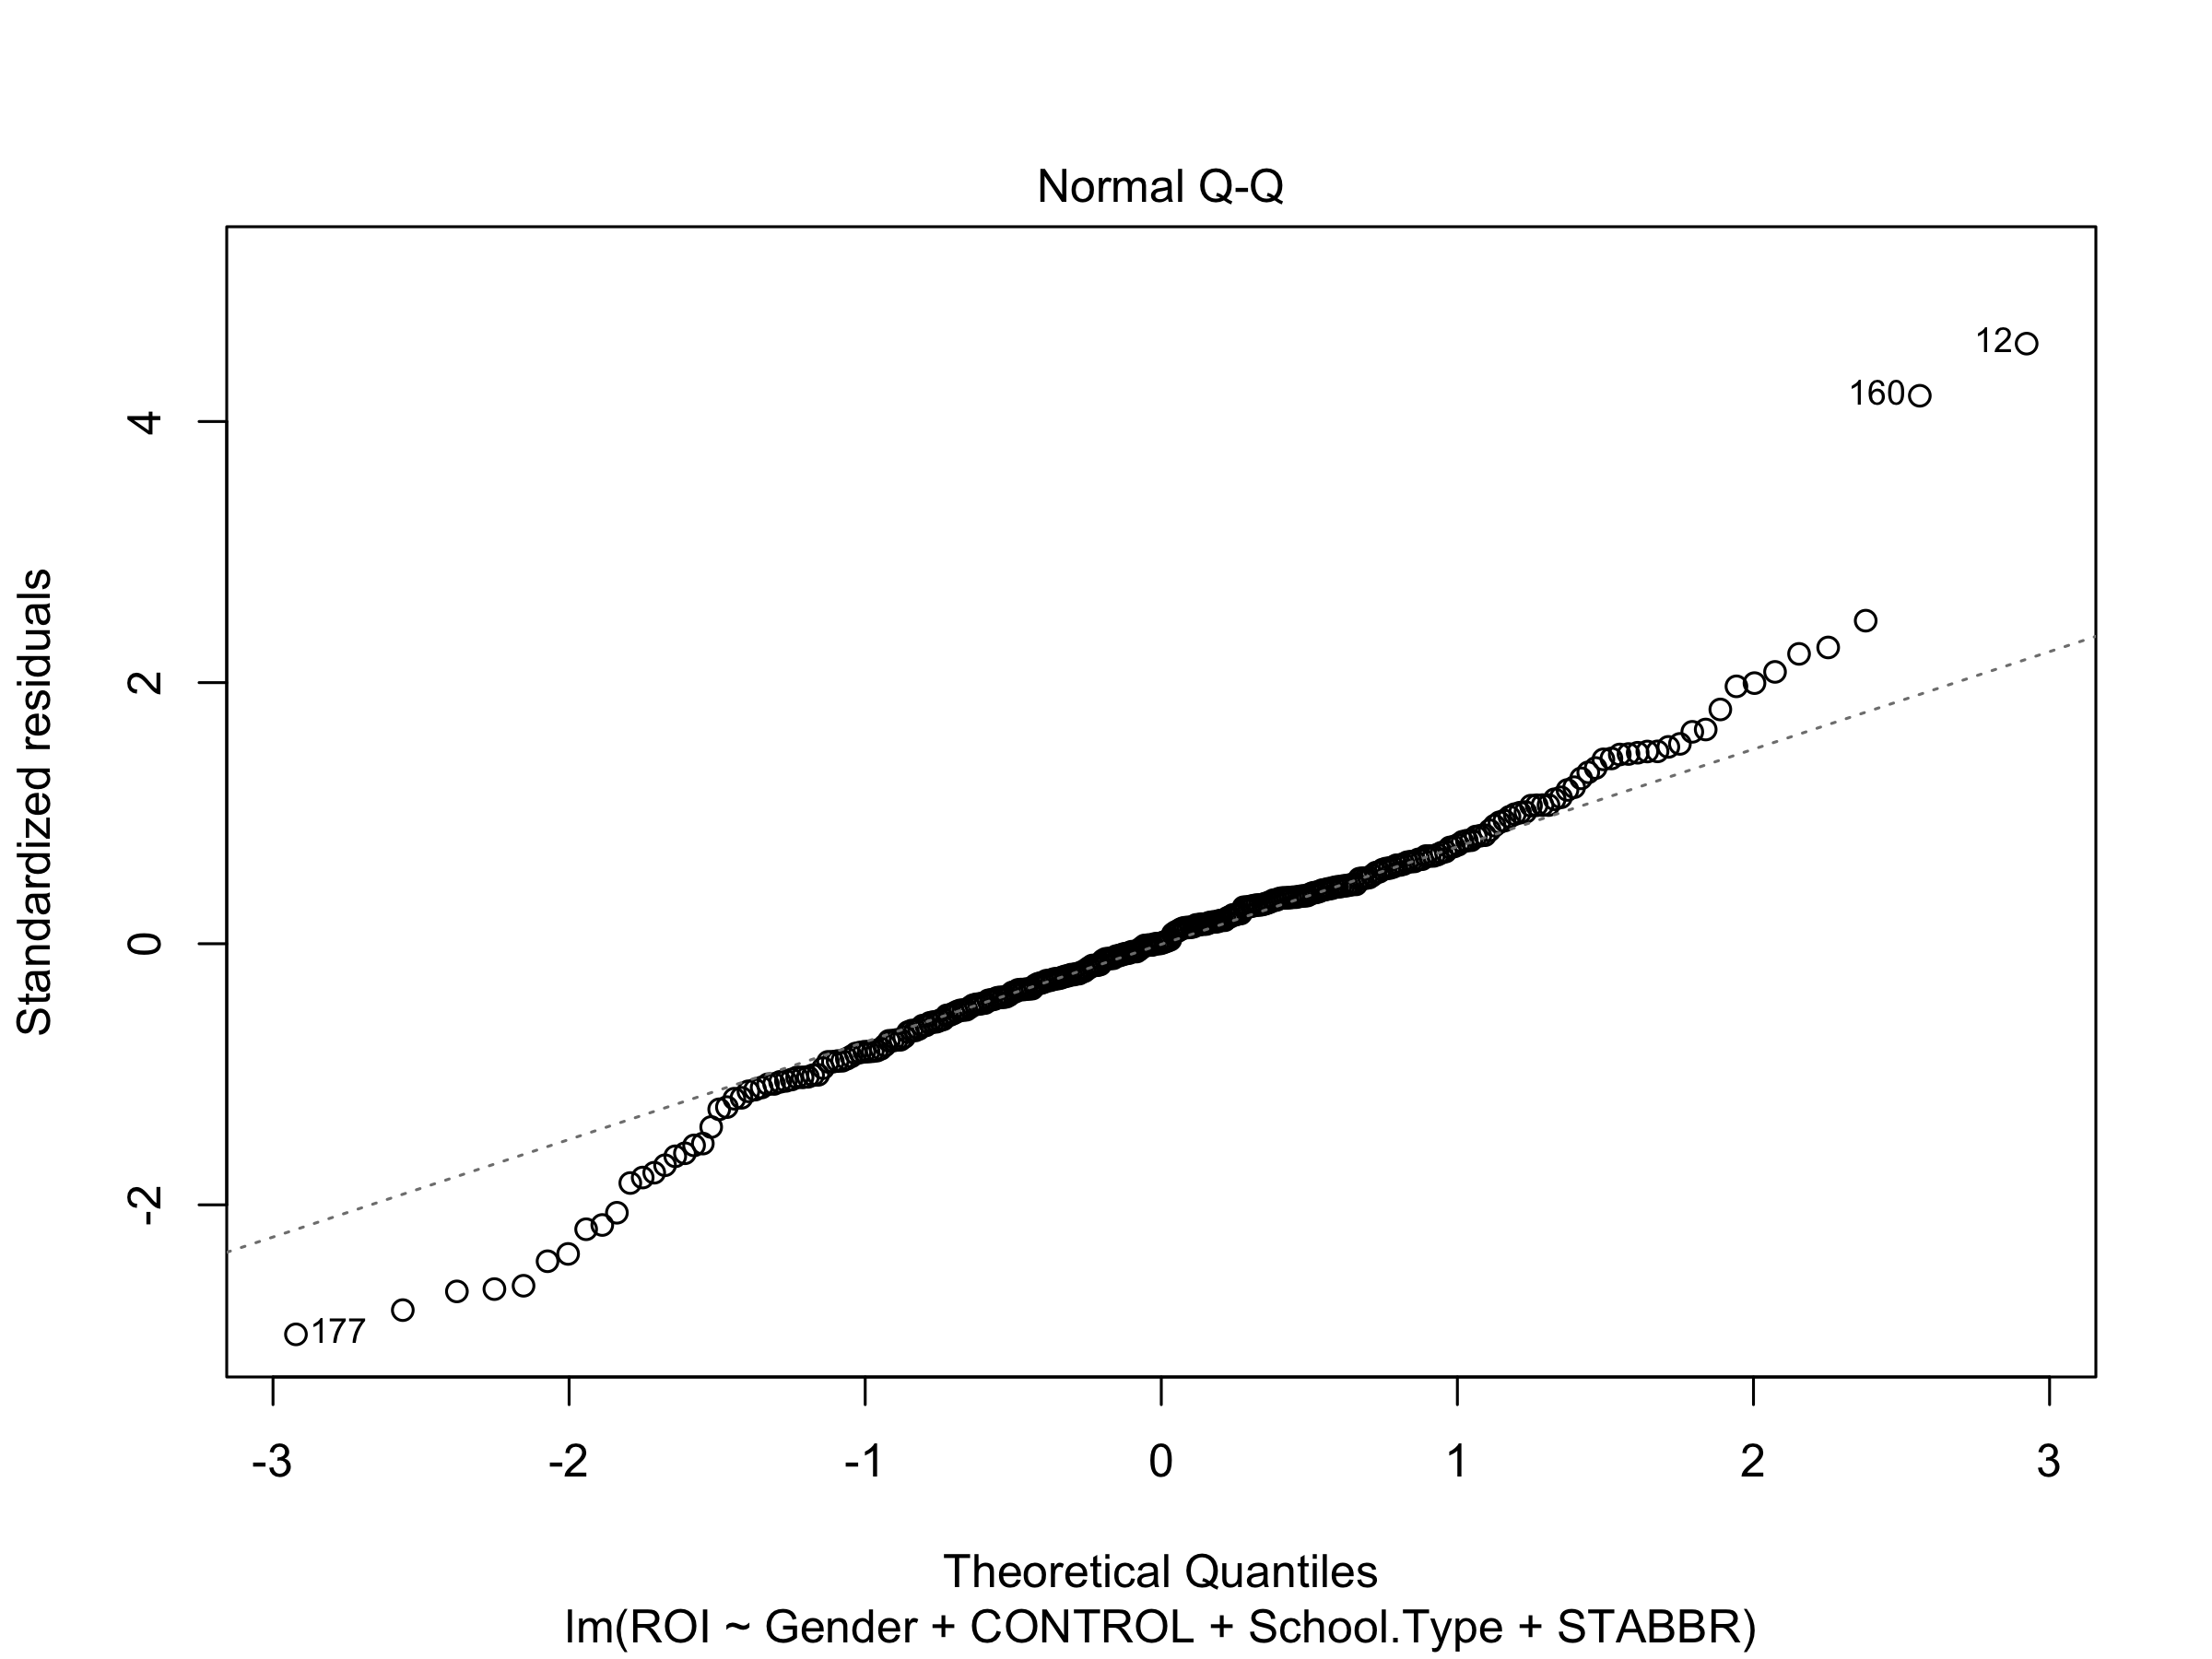 Normal Q-Q
12
160
177
Standardized residuals
4
2
0
-2
-3 -2 -1 0 1 2 3
Theoretical Quantiles
lm(ROI ~ Gender + CONTROL + School.Type + STABBR)